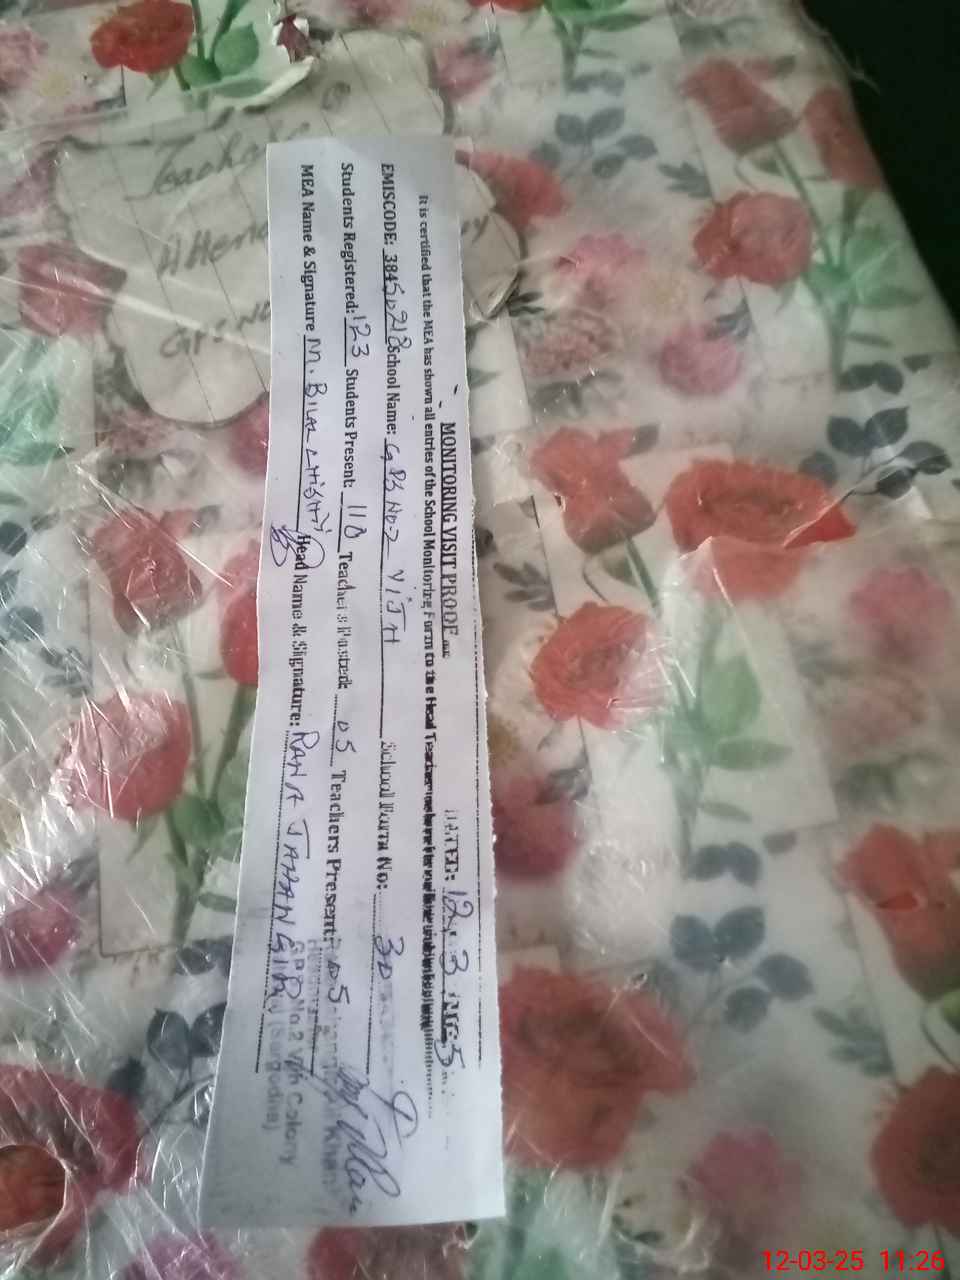 MONITORING VISIT PROOF
DATED: 12 3 2025
It is certified that the MEA has shown all entries of the School Monitoring Form to the Head Teacher
EMISCODE: 38450218 School Name: GPS NO-2 VIJH School Form No: 30
Students Registered: 123 Students Present: 118 Teachers Posted: 05 Teachers Present: 05
MEA Name & Signature M. BILAL CHISHTI Head Name & Signature: RANA JAHANGIR
GPS No.2 Vijh Colony
(Sargodha)
Teacher
Attend
12-03-25 11:26